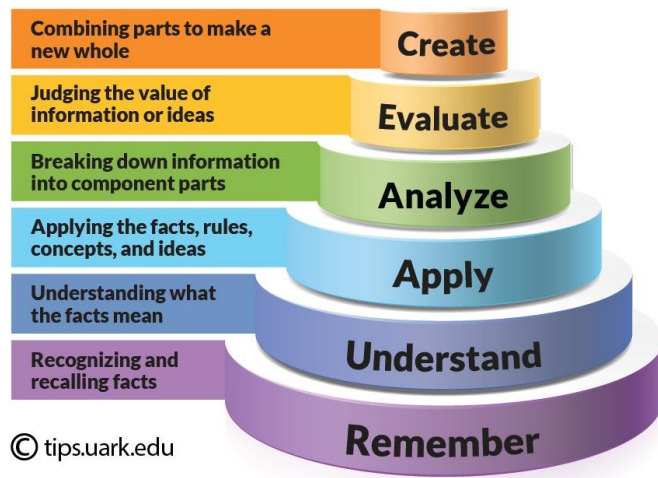 Combining parts to make a
new whole
Create
Judging the value of
information or ideas
Evaluate
Breaking down information
into component parts
Analyze
Applying the facts, rules,
concepts, and ideas
Apply
Understanding what
the facts mean
Understand
Recognizing and
recalling facts
Remember
© tips.uark.edu